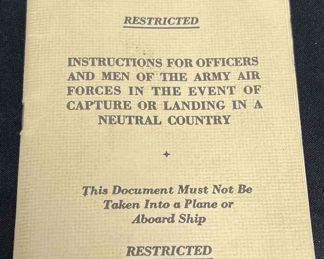 RESTRICTED
INSTRUCTIONS FOR OFFICERS
AND MEN OF THE ARMY AIR
FORCES IN THE EVENT OF
CAPTURE OR LANDING IN A
NEUTRAL COUNTRY
This Document Must Not Be
Taken Into a Plane or
Aboard Ship
RESTRICTED